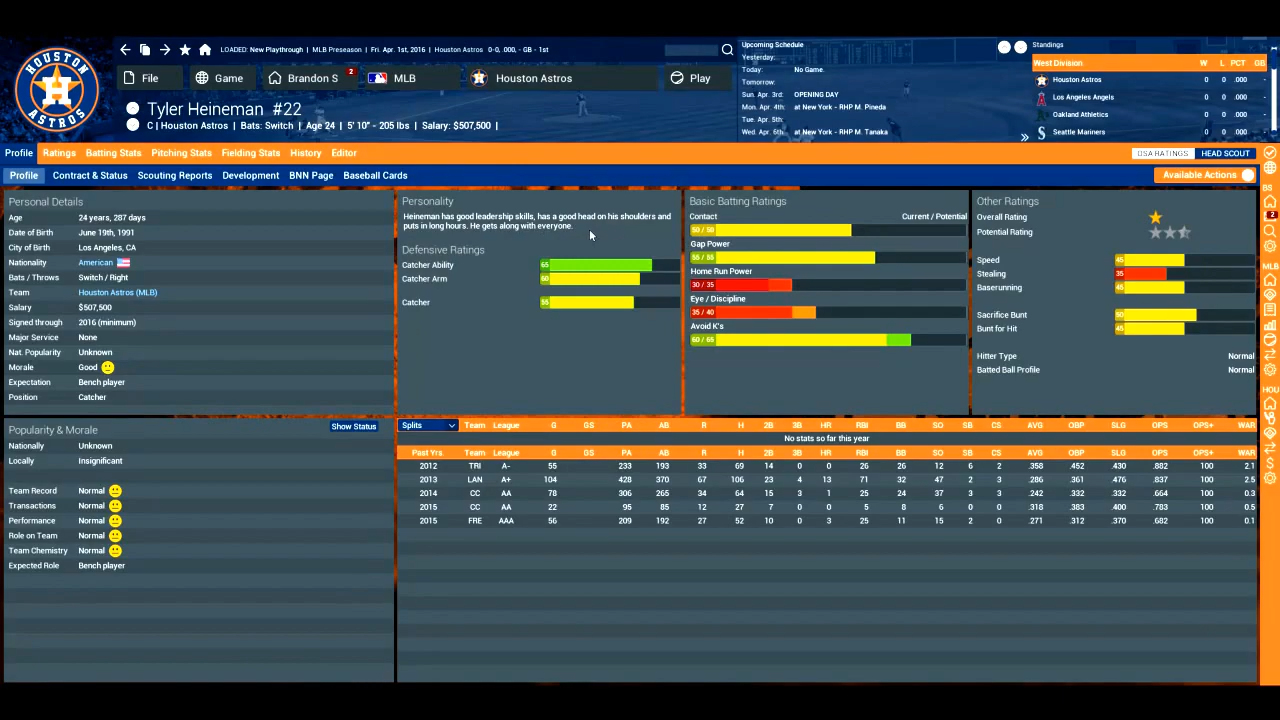 HOUSTON ASTROS
LOADED: New Playthrough | MLB Preseason | Fri. Apr. 1st, 2016 | Houston Astros 0-0, .000, - GB - 1st
File Game Brandon S 2 MLB Houston Astros Play
Tyler Heineman #22
C | Houston Astros | Bats: Switch | Age 24 | 5' 10" - 205 lbs | Salary: $507,500 |
Upcoming Schedule
Yesterday:
Today: No Game.
Tomorrow:
Sun. Apr. 3rd: OPENING DAY
Mon. Apr. 4th: at New York - RHP M. Pineda
Tue. Apr. 5th:
Wed. Apr. 6th: at New York - RHP M. Tanaka
Standings
West Division W L PCT GB
Houston Astros 0 0 .000
Los Angeles Angels 0 0 .000
Oakland Athletics 0 0 .000
Seattle Mariners 0 0 .000
Profile Ratings Batting Stats Pitching Stats Fielding Stats History Editor
OSA RATINGS HEAD SCOUT
Profile Contract & Status Scouting Reports Development BNN Page Baseball Cards
Available Actions
Personal Details
Age 24 years, 287 days
Date of Birth June 19th, 1991
City of Birth Los Angeles, CA
Nationality American
Bats / Throws Switch / Right
Team Houston Astros (MLB)
Salary $507,500
Signed through 2016 (minimum)
Major Service None
Nat. Popularity Unknown
Morale Good
Expectation Bench player
Position Catcher
Personality
Heineman has good leadership skills, has a good head on his shoulders and
puts in long hours. He gets along with everyone.
Defensive Ratings
Catcher Ability 65
Catcher Arm 60
Catcher 55
Basic Batting Ratings
Contact Current / Potential
50 / 50
Gap Power
55 / 55
Home Run Power
30 / 35
Eye / Discipline
35 / 40
Avoid K's
60 / 65
Other Ratings
Overall Rating
Potential Rating
Speed 45
Stealing 35
Baserunning 45
Sacrifice Bunt 50
Bunt for Hit 45
Hitter Type Normal
Batted Ball Profile Normal
Popularity & Morale Show Status
Nationally Unknown
Locally Insignificant
Team Record Normal
Transactions Normal
Performance Normal
Role on Team Normal
Team Chemistry Normal
Expected Role Bench player
Splits Team League G GS PA AB R H 2B 3B HR RBI BB SO SB CS AVG OBP SLG OPS OPS+ WAR
No stats so far this year
Past Yrs. Team League G GS PA AB R H 2B 3B HR RBI BB SO SB CS AVG OBP SLG OPS OPS+ WAR
2012 TRI A- 55 233 193 33 69 14 0 0 26 26 12 6 2 .358 .452 .430 .882 100 2.1
2013 LAN A+ 104 428 370 67 106 23 4 13 71 32 47 2 3 .286 .361 .476 .837 100 2.5
2014 CC AA 78 306 265 34 64 15 3 1 25 24 37 3 3 .242 .332 .332 .664 100 0.3
2015 CC AA 22 95 85 12 27 7 0 0 5 8 6 0 0 .318 .383 .400 .783 100 0.5
2015 FRE AAA 56 209 192 27 52 10 0 3 25 11 15 2 0 .271 .312 .370 .682 100 0.1
BS
2
MLB
HOU